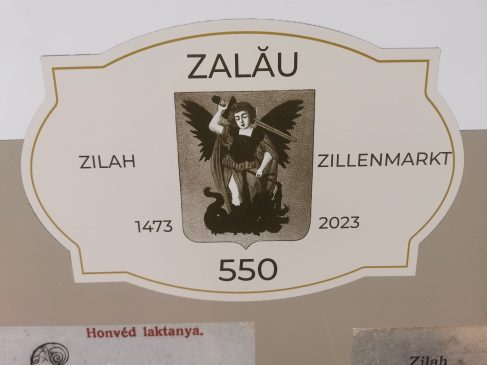 ZALĂU
ZILAH
ZILLENMARKT
1473
2023
550
Honvéd laktanya.
Zilah